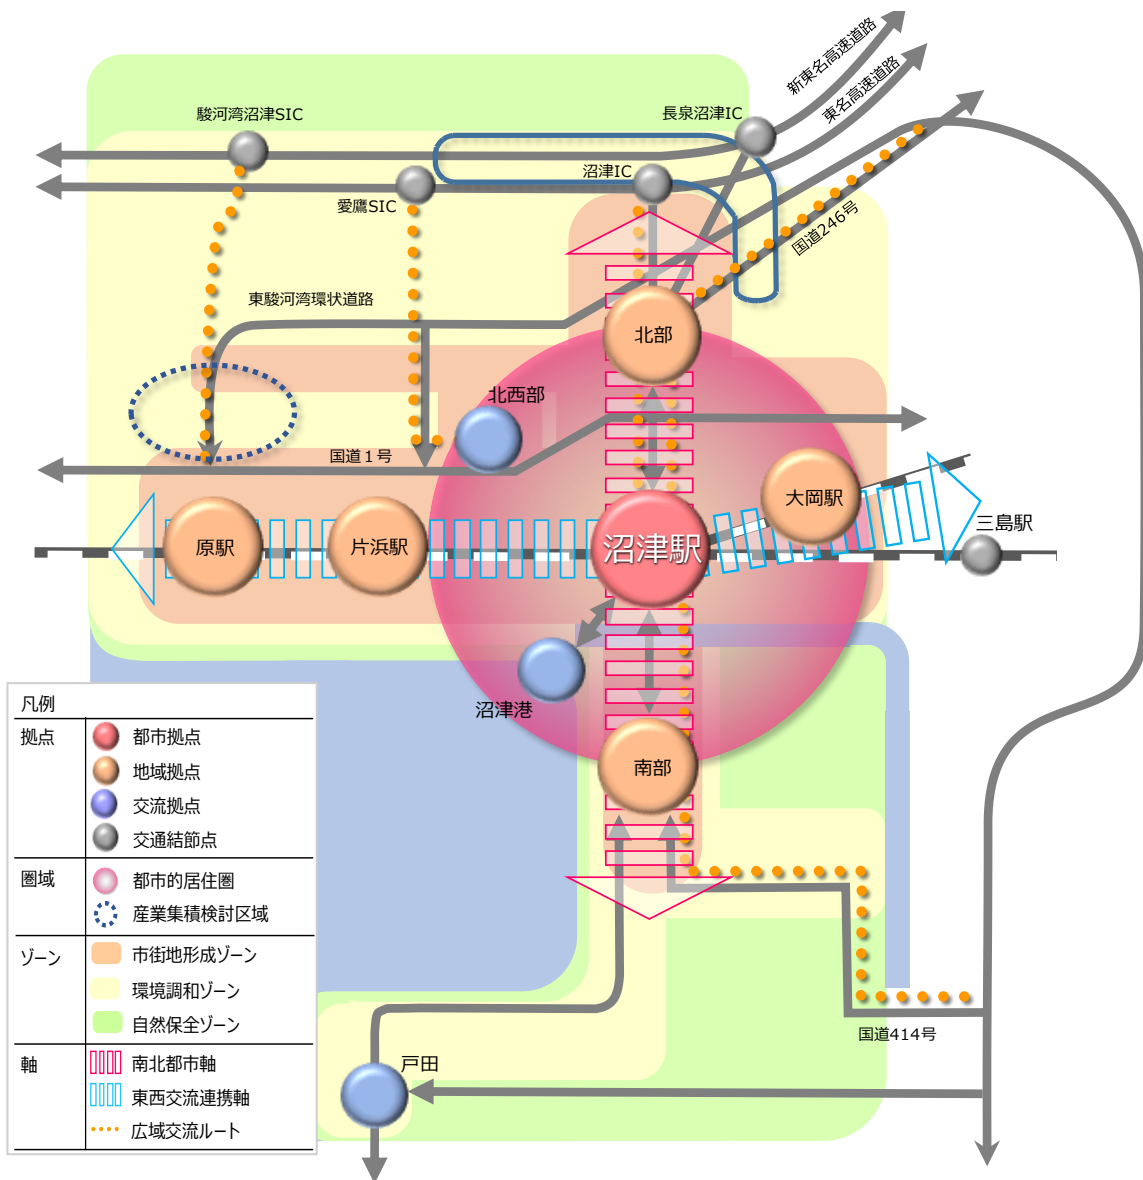 新東名高速道路
東名高速道路
駿河湾沼津SIC
長泉沼津IC
沼津IC
愛鷹SIC
国道246号
東駿河湾環状道路
北部
北西部
国道１号
大岡駅
三島駅
原駅
片浜駅
沼津駅
沼津港
南部
国道414号
戸田
凡例
拠点
都市拠点
地域拠点
交流拠点
交通結節点
圏域
都市的居住圏
産業集積検討区域
ゾーン
市街地形成ゾーン
環境調和ゾーン
自然保全ゾーン
軸
南北都市軸
東西交流連携軸
広域交流ルート